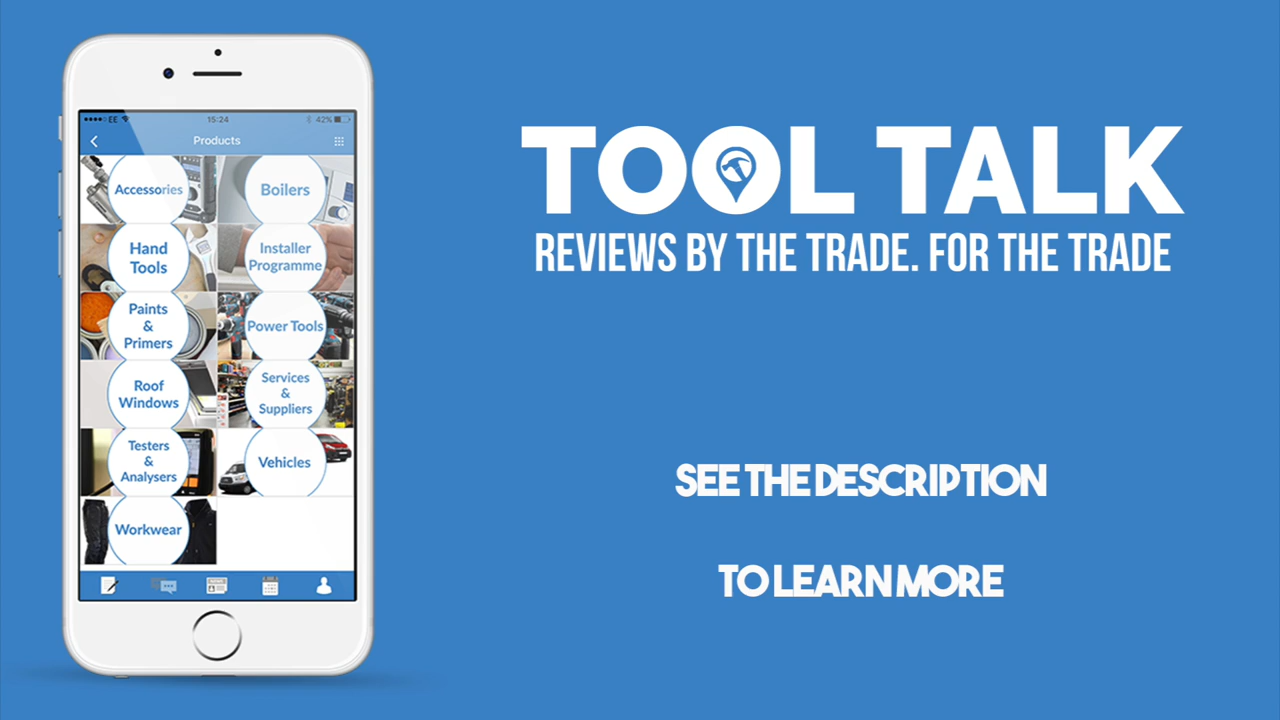 EE 15:24 42%
Products
Accessories
Boilers
Hand
Tools
Installer
Programme
Paints
&
Primers
Power Tools
Roof
Windows
Services
&
Suppliers
Testers
&
Analysers
Vehicles
Workwear
TOOL TALK
REVIEWS BY THE TRADE. FOR THE TRADE
SEE THE DESCRIPTION
TO LEARN MORE